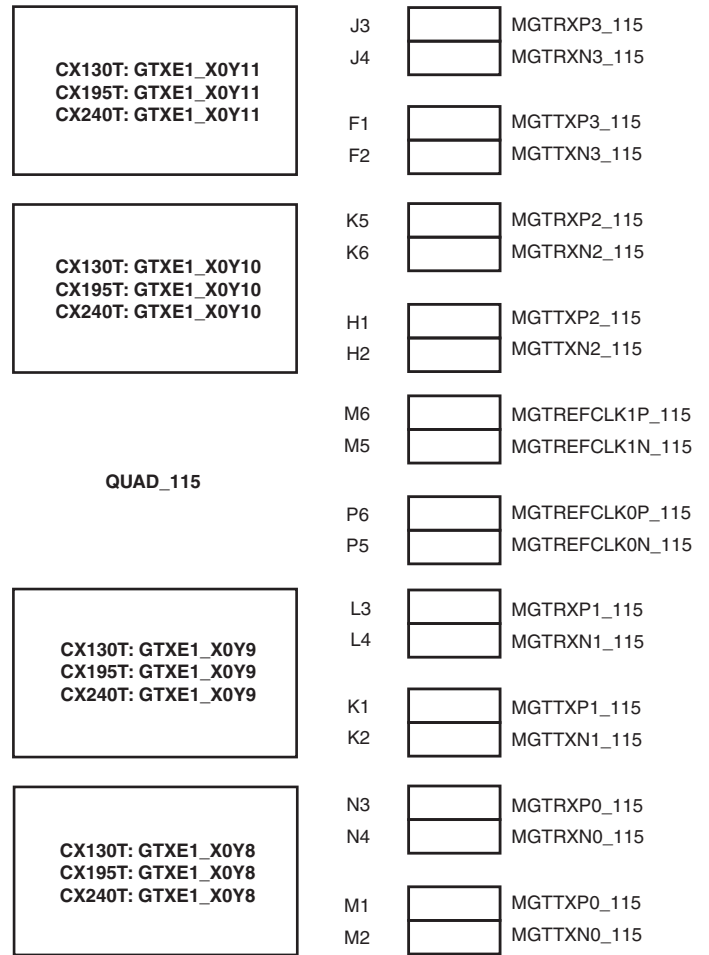 J3 MGTRXP3_115
J4 MGTRXN3_115
CX130T: GTXE1_X0Y11
CX195T: GTXE1_X0Y11
CX240T: GTXE1_X0Y11
F1 MGTTXP3_115
F2 MGTTXN3_115
K5 MGTRXP2_115
K6 MGTRXN2_115
CX130T: GTXE1_X0Y10
CX195T: GTXE1_X0Y10
CX240T: GTXE1_X0Y10
H1 MGTTXP2_115
H2 MGTTXN2_115
M6 MGTREFCLK1P_115
M5 MGTREFCLK1N_115
QUAD_115
P6 MGTREFCLK0P_115
P5 MGTREFCLK0N_115
L3 MGTRXP1_115
L4 MGTRXN1_115
CX130T: GTXE1_X0Y9
CX195T: GTXE1_X0Y9
CX240T: GTXE1_X0Y9
K1 MGTTXP1_115
K2 MGTTXN1_115
N3 MGTRXP0_115
N4 MGTRXN0_115
CX130T: GTXE1_X0Y8
CX195T: GTXE1_X0Y8
CX240T: GTXE1_X0Y8
M1 MGTTXP0_115
M2 MGTTXN0_115